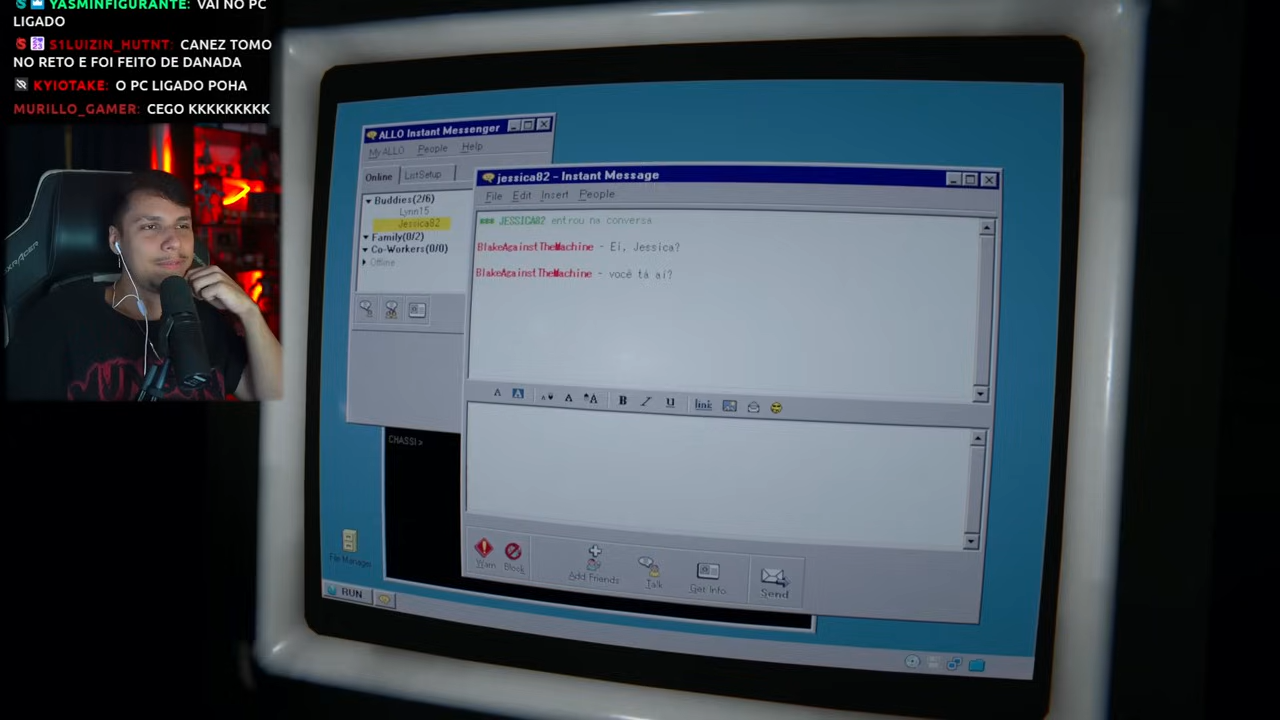 YASMINFIGURANTE: VAI NO PC
LIGADO
S1LUIZIN_HUTNT: CANEZ TOMO
NO RETO E FOI FEITO DE DANADA
KYIOTAKE: O PC LIGADO POHA
MURILLO_GAMER: CEGO KKKKKKKKK
ALLO Instant Messenger
My ALLO People Help
Online List Setup
Buddies(2/6)
Lynn15
Jessica82
Family(0/2)
Co-Workers(0/0)
Offline
jessica82 - Instant Message
File Edit Insert People
*** JESSICA82 entrou na conversa
BlakeAgainstTheMachine - Ei, Jessica?
BlakeAgainstTheMachine - você tá aí?
A A A A A B I U link
CHASSI >
Warn Block Add Friends Talk Get Info Send
File Manager
RUN